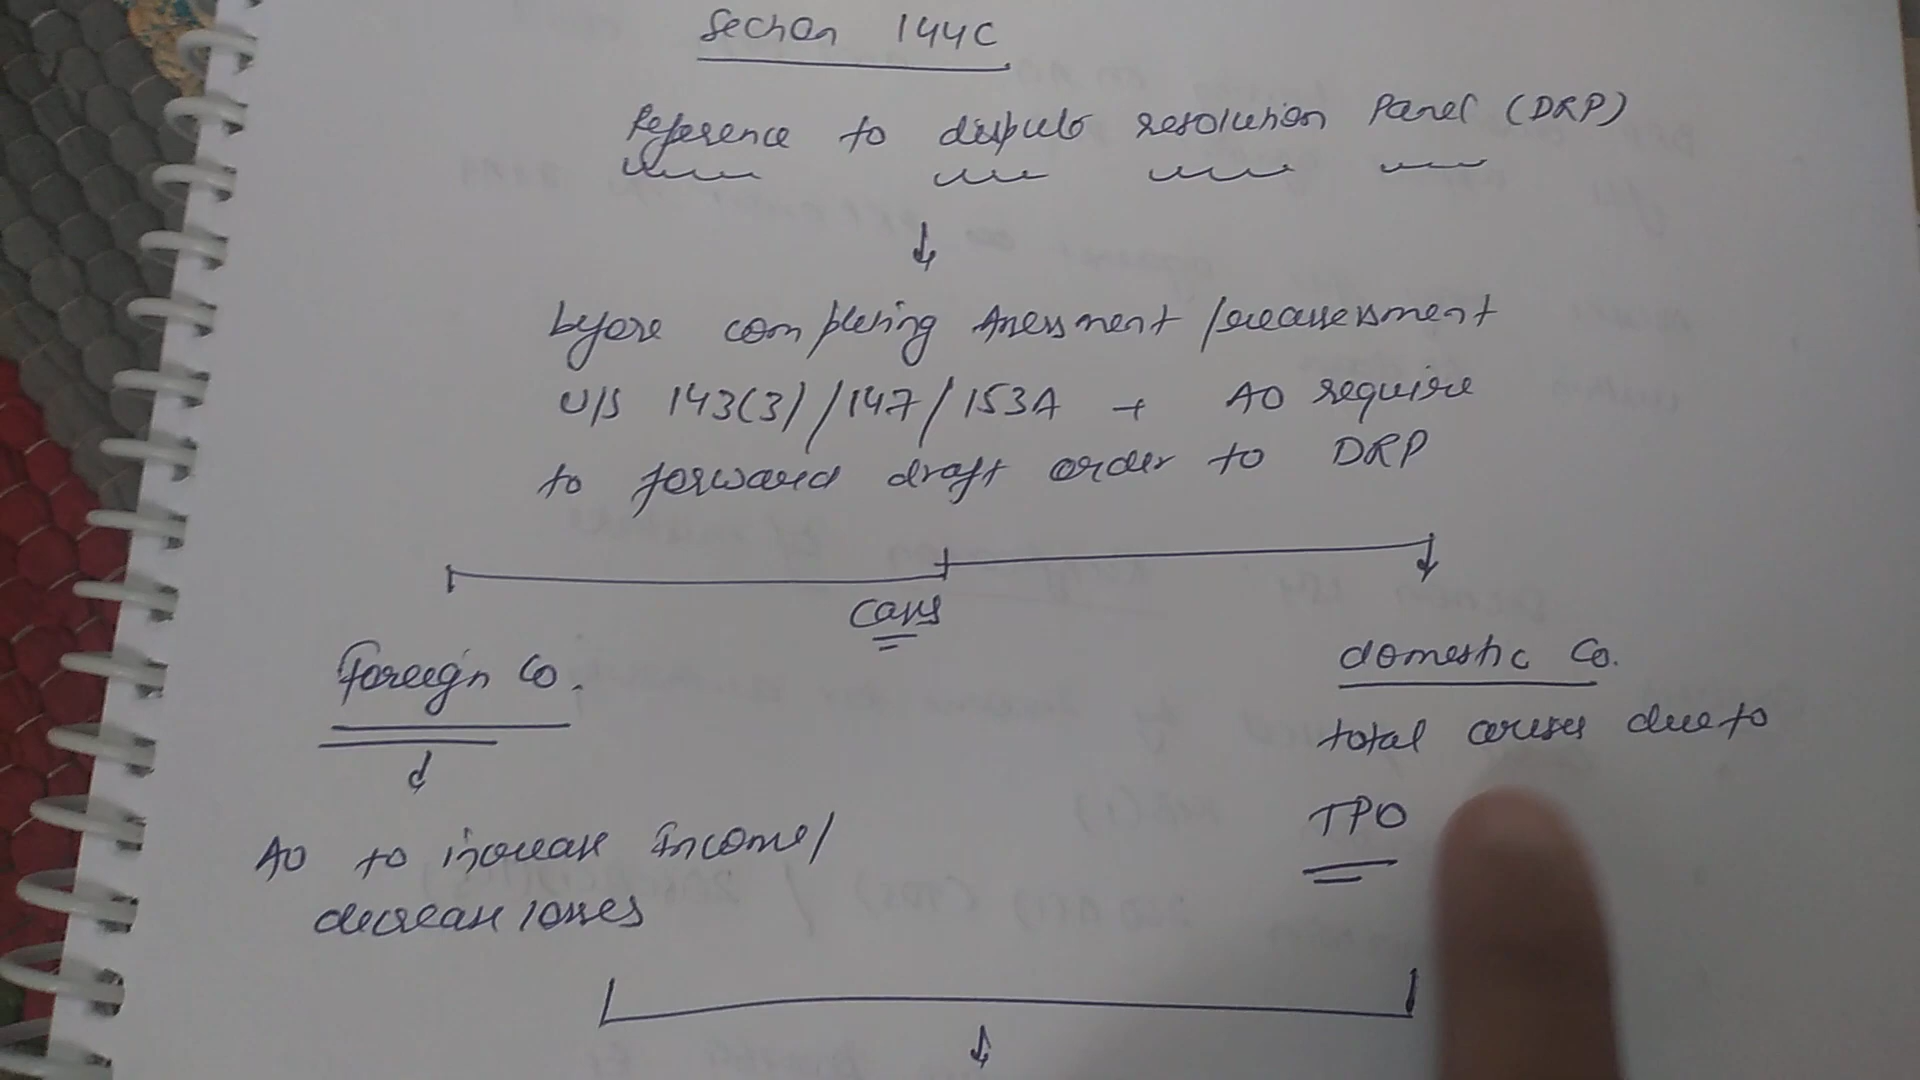 Section 144C
Reference to dispute resolution Panel (DRP)
before completing Assessment / reassessment
U/S 143(3) / 147 / 153A + AO require
to forward draft order to DRP
Cases
Foreign Co.
domestic Co.
total arises due to
TPO
AO to increase Income /
decrease losses